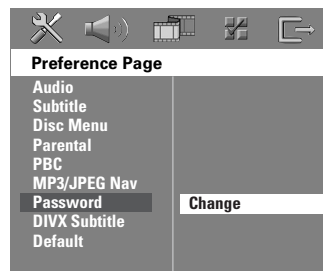 Preference Page
Audio
Subtitle
Disc Menu
Parental
PBC
MP3/JPEG Nav
Password
Change
DIVX Subtitle
Default